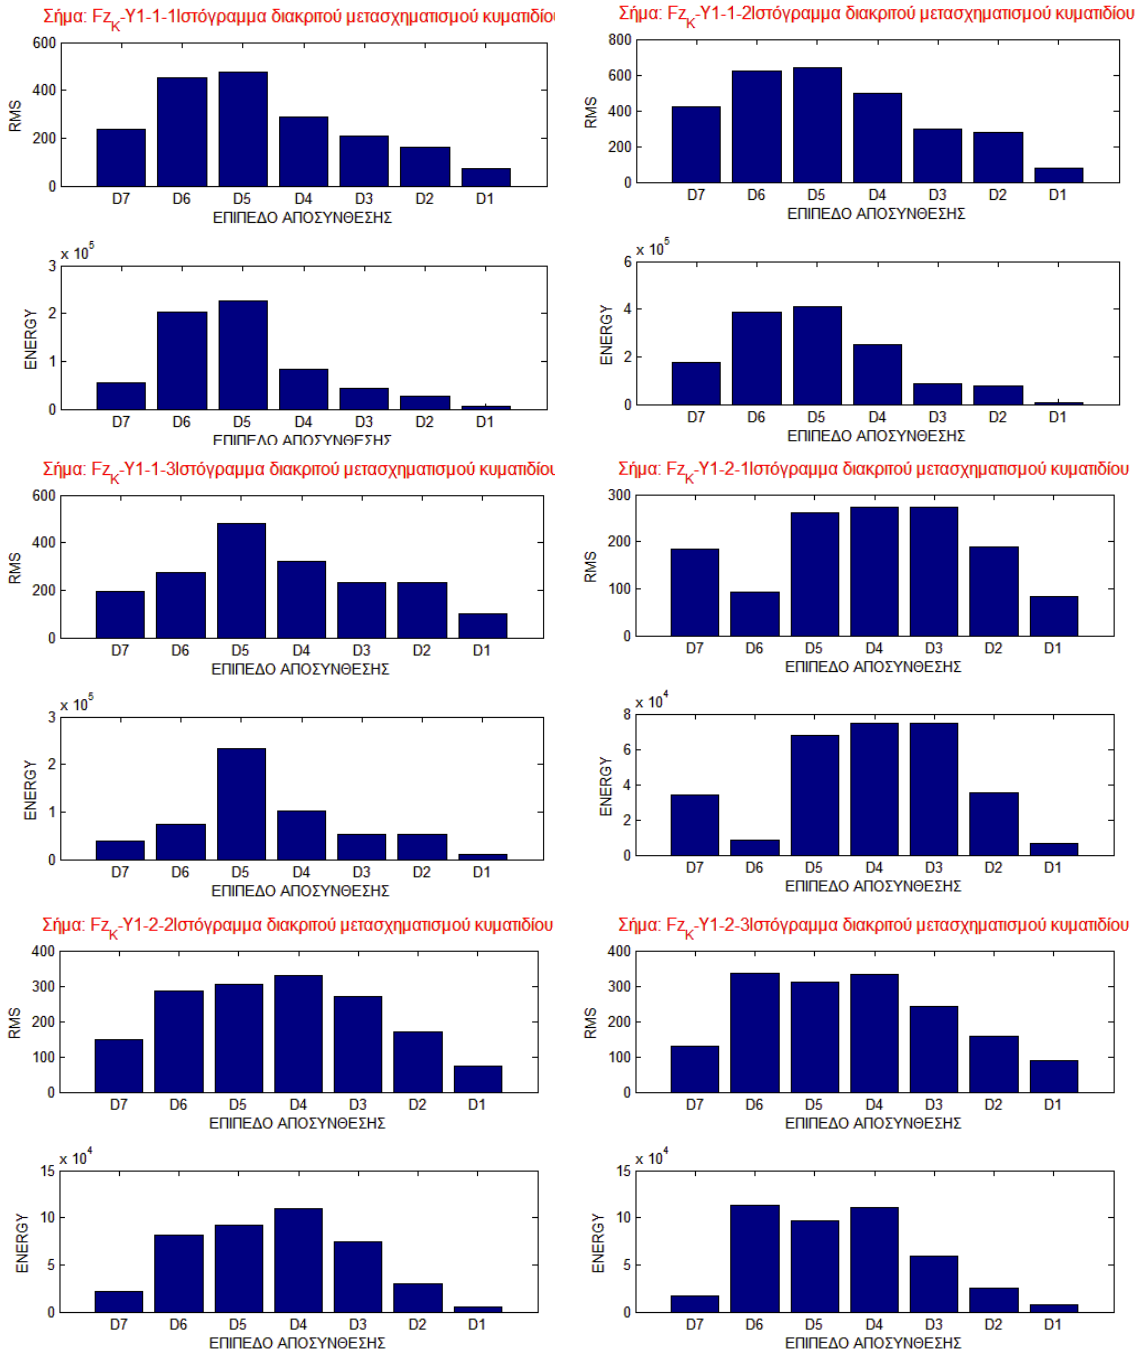 Σήμα: Fz_K-Y1-1-1Ιστόγραμμα διακριτού μετασχηματισμού κυματιδίου
600
400
200
0
RMS
D7 D6 D5 D4 D3 D2 D1
ΕΠΙΠΕΔΟ ΑΠΟΣΥΝΘΕΣΗΣ
x 10^5
3
2
1
0
ENERGY
D7 D6 D5 D4 D3 D2 D1
ΕΠΙΠΕΔΟ ΑΠΟΣΥΝΘΕΣΗΣ
Σήμα: Fz_K-Y1-1-2Ιστόγραμμα διακριτού μετασχηματισμού κυματιδίου
800
600
400
200
0
RMS
D7 D6 D5 D4 D3 D2 D1
ΕΠΙΠΕΔΟ ΑΠΟΣΥΝΘΕΣΗΣ
x 10^5
6
4
2
0
ENERGY
D7 D6 D5 D4 D3 D2 D1
ΕΠΙΠΕΔΟ ΑΠΟΣΥΝΘΕΣΗΣ
Σήμα: Fz_K-Y1-1-3Ιστόγραμμα διακριτού μετασχηματισμού κυματιδίου
600
400
200
0
RMS
D7 D6 D5 D4 D3 D2 D1
ΕΠΙΠΕΔΟ ΑΠΟΣΥΝΘΕΣΗΣ
x 10^5
3
2
1
0
ENERGY
D7 D6 D5 D4 D3 D2 D1
ΕΠΙΠΕΔΟ ΑΠΟΣΥΝΘΕΣΗΣ
Σήμα: Fz_K-Y1-2-1Ιστόγραμμα διακριτού μετασχηματισμού κυματιδίου
300
200
100
0
RMS
D7 D6 D5 D4 D3 D2 D1
ΕΠΙΠΕΔΟ ΑΠΟΣΥΝΘΕΣΗΣ
x 10^4
8
6
4
2
0
ENERGY
D7 D6 D5 D4 D3 D2 D1
ΕΠΙΠΕΔΟ ΑΠΟΣΥΝΘΕΣΗΣ
Σήμα: Fz_K-Y1-2-2Ιστόγραμμα διακριτού μετασχηματισμού κυματιδίου
400
300
200
100
0
RMS
D7 D6 D5 D4 D3 D2 D1
ΕΠΙΠΕΔΟ ΑΠΟΣΥΝΘΕΣΗΣ
x 10^4
15
10
5
0
ENERGY
D7 D6 D5 D4 D3 D2 D1
ΕΠΙΠΕΔΟ ΑΠΟΣΥΝΘΕΣΗΣ
Σήμα: Fz_K-Y1-2-3Ιστόγραμμα διακριτού μετασχηματισμού κυματιδίου
400
300
200
100
0
RMS
D7 D6 D5 D4 D3 D2 D1
ΕΠΙΠΕΔΟ ΑΠΟΣΥΝΘΕΣΗΣ
x 10^4
15
10
5
0
ENERGY
D7 D6 D5 D4 D3 D2 D1
ΕΠΙΠΕΔΟ ΑΠΟΣΥΝΘΕΣΗΣ